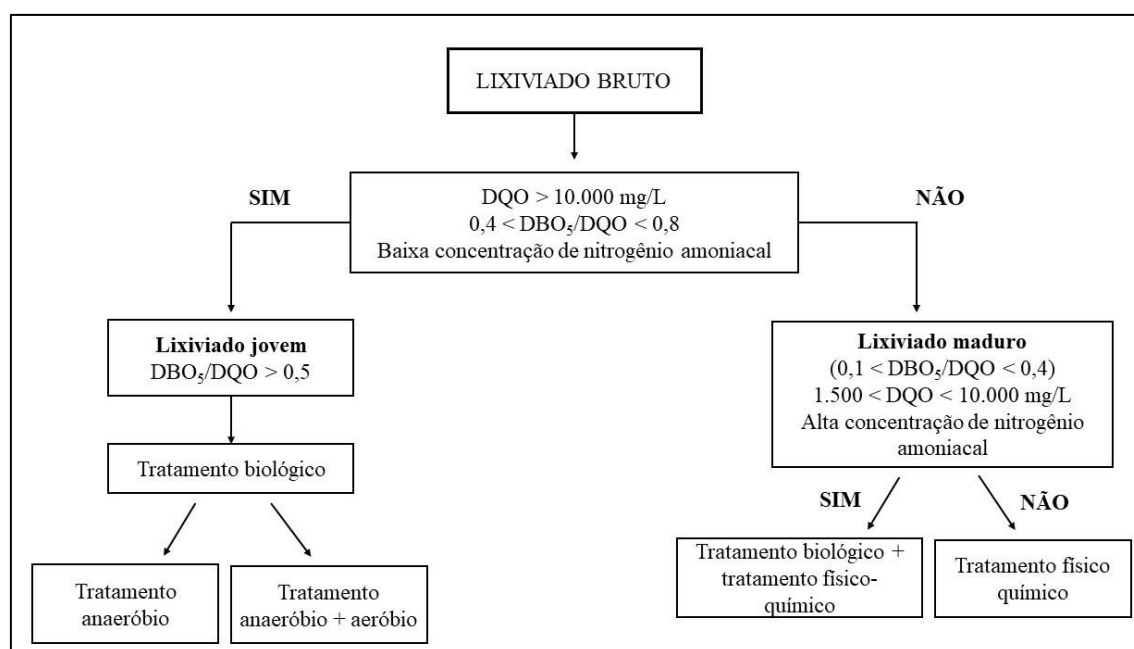 LIXIVIADO BRUTO
SIM
DQO > 10.000 mg/L
0,4 < DBO₅/DQO < 0,8
Baixa concentração de nitrogênio amoniacal
NÃO
Lixiviado jovem
DBO₅/DQO > 0,5
Tratamento biológico
Tratamento
anaeróbio
Tratamento
anaeróbio + aeróbio
Lixiviado maduro
(0,1 < DBO₅/DQO < 0,4)
1.500 < DQO < 10.000 mg/L
Alta concentração de nitrogênio
amoniacal
SIM
NÃO
Tratamento biológico +
tratamento físico-
químico
Tratamento físico
químico